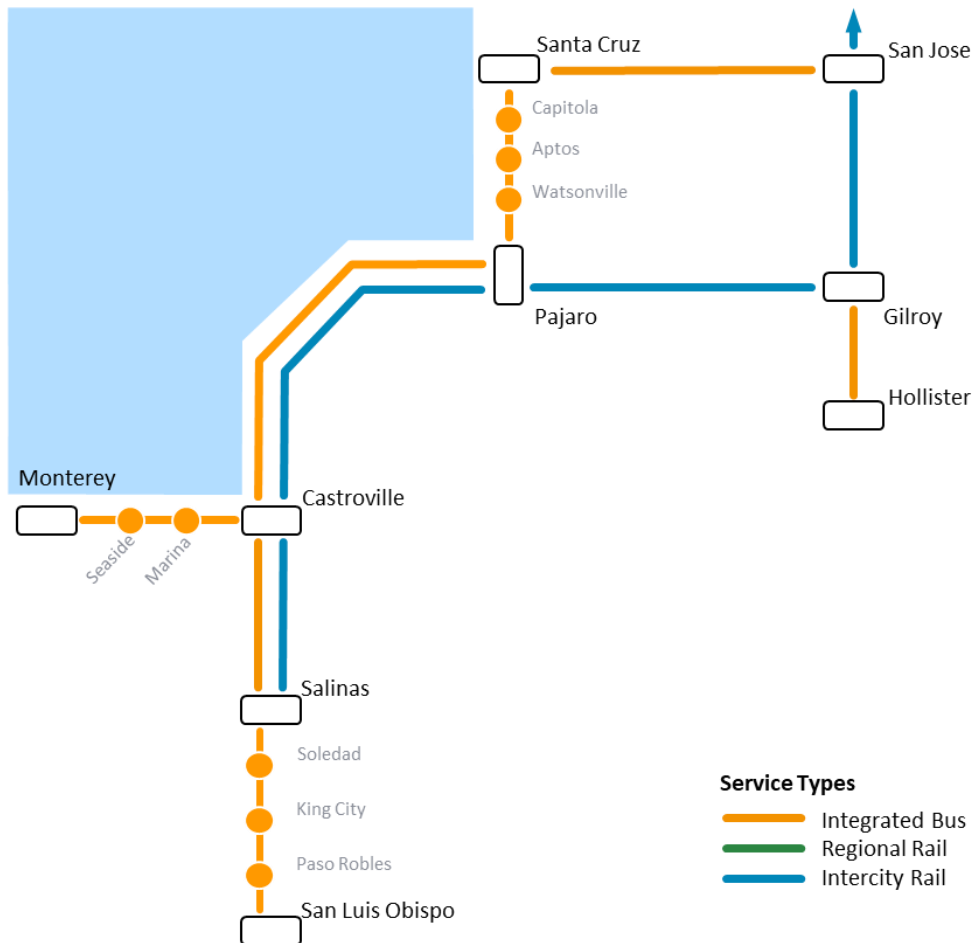 Santa Cruz
San Jose
Capitola
Aptos
Watsonville
Pajaro
Gilroy
Hollister
Monterey
Castroville
Seaside
Marina
Salinas
Soledad
King City
Paso Robles
San Luis Obispo
Service Types
Integrated Bus
Regional Rail
Intercity Rail